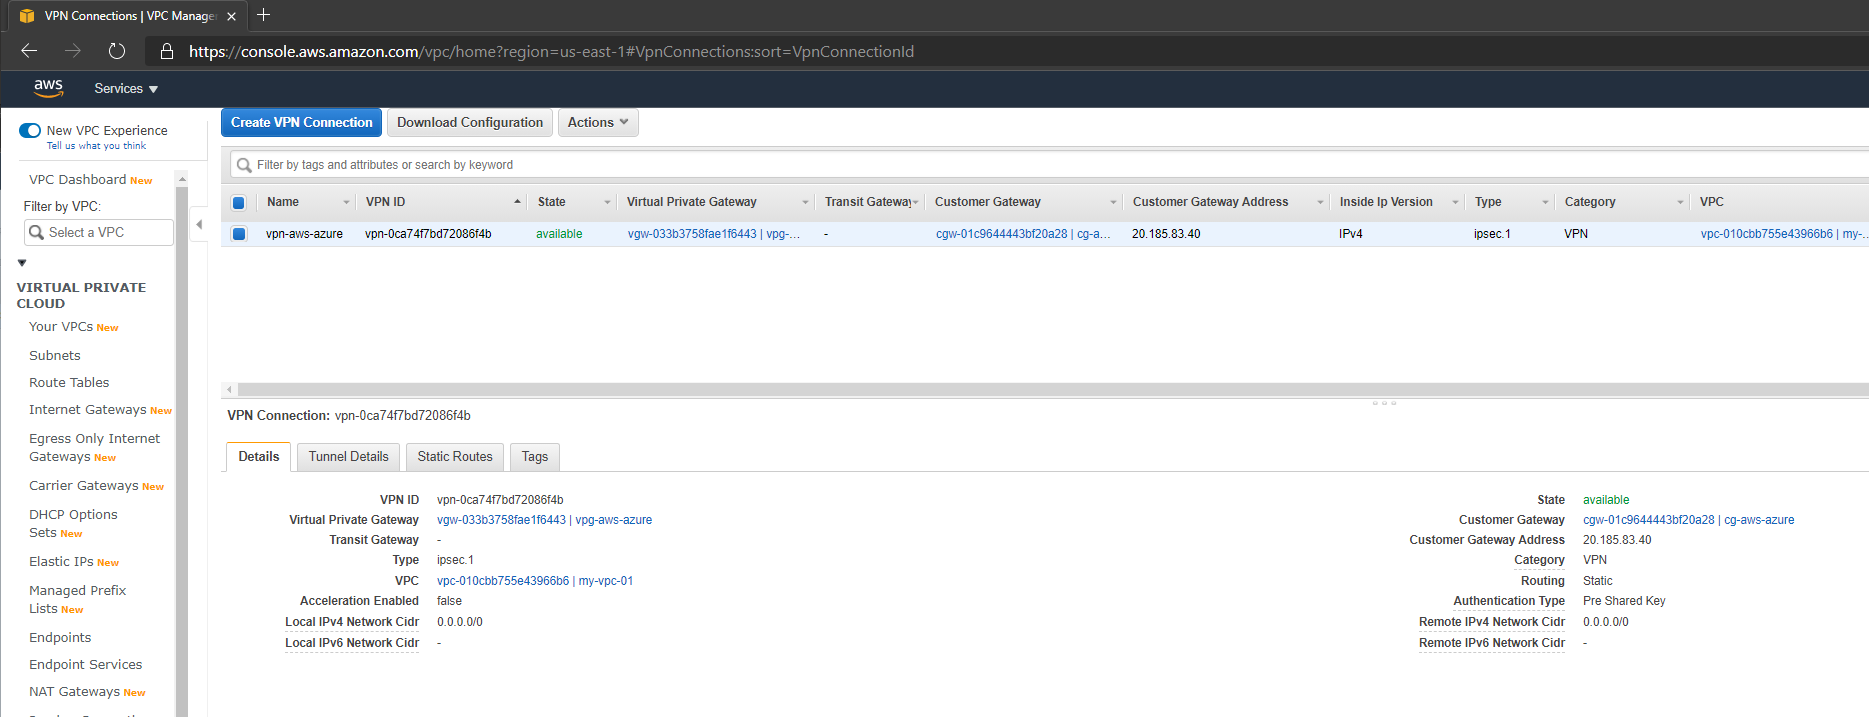 VPN Connections | VPC Manage
https://console.aws.amazon.com/vpc/home?region=us-east-1#VpnConnections:sort=VpnConnectionId
aws
Services
New VPC Experience
Tell us what you think
VPC Dashboard New
Filter by VPC:
Select a VPC
VIRTUAL PRIVATE
CLOUD
Your VPCs New
Subnets
Route Tables
Internet Gateways New
Egress Only Internet
Gateways New
Carrier Gateways New
DHCP Options
Sets New
Elastic IPs New
Managed Prefix
Lists New
Endpoints
Endpoint Services
NAT Gateways New
Create VPN Connection Download Configuration Actions
Filter by tags and attributes or search by keyword
Name VPN ID State Virtual Private Gateway Transit Gateway Customer Gateway Customer Gateway Address Inside Ip Version Type Category VPC
vpn-aws-azure vpn-0ca74f7bd72086f4b available vgw-033b3758fae1f6443 | vpg-... - cgw-01c9644443bf20a28 | cg-a... 20.185.83.40 IPv4 ipsec.1 VPN vpc-010cbb755e43966b6 | my-...
VPN Connection: vpn-0ca74f7bd72086f4b
Details Tunnel Details Static Routes Tags
VPN ID vpn-0ca74f7bd72086f4b State available
Virtual Private Gateway vgw-033b3758fae1f6443 | vpg-aws-azure Customer Gateway cgw-01c9644443bf20a28 | cg-aws-azure
Transit Gateway - Customer Gateway Address 20.185.83.40
Type ipsec.1 Category VPN
VPC vpc-010cbb755e43966b6 | my-vpc-01 Routing Static
Acceleration Enabled false Authentication Type Pre Shared Key
Local IPv4 Network Cidr 0.0.0.0/0 Remote IPv4 Network Cidr 0.0.0.0/0
Local IPv6 Network Cidr - Remote IPv6 Network Cidr -